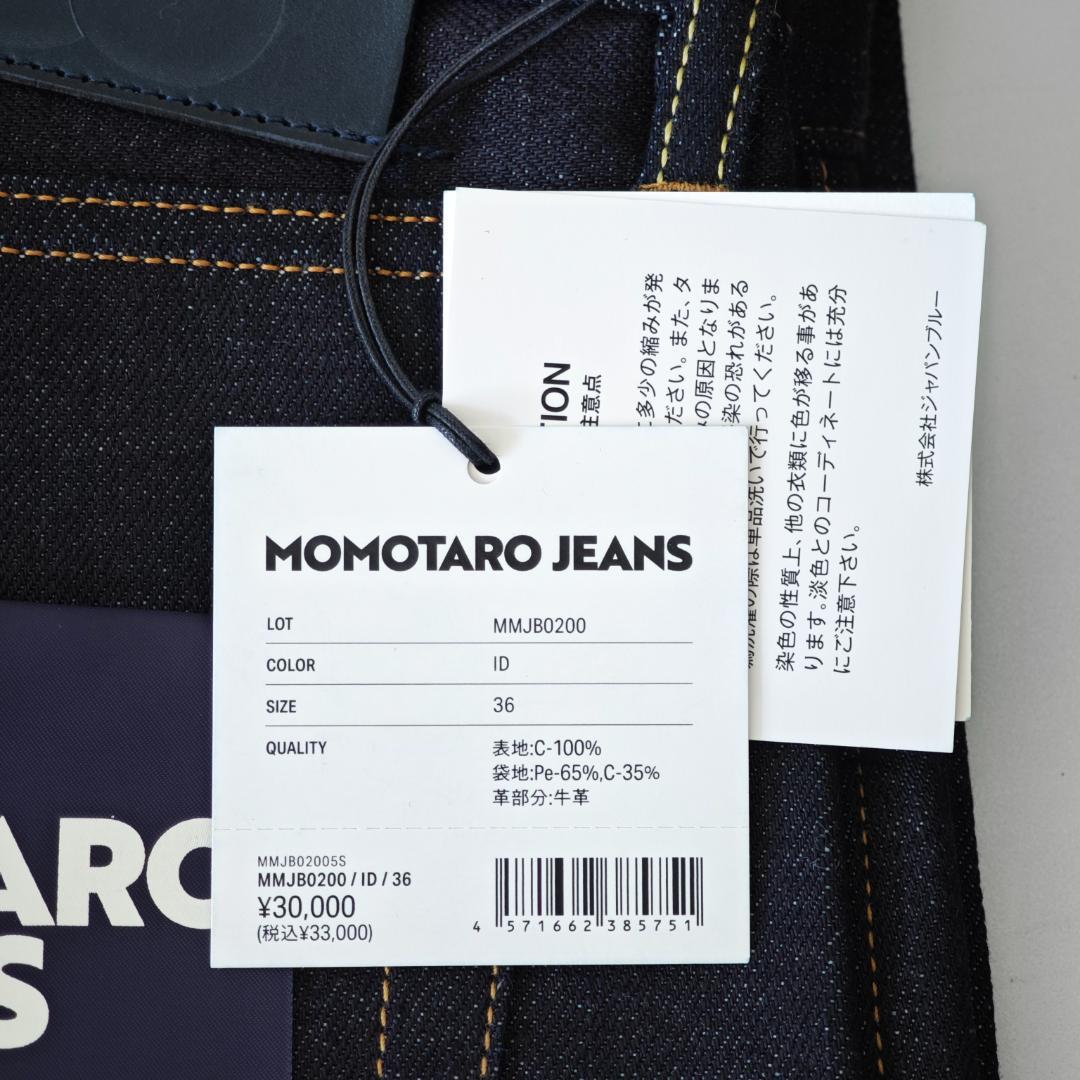 MOMOTARO JEANS
LOT MMJB0200
COLOR ID
SIZE 36
QUALITY 表地:C-100%
袋地:Pe-65%,C-35%
革部分:牛革
MMJB02005S
MMJB0200 / ID / 36
¥30,000
(税込¥33,000)
4 571662 385751
TION
注意点
多少の縮みが発
ださい。また、タ
の原因となりま
染の恐れがある
洗濯の際は単品洗いで行ってください。
染色の性質上、他の衣類に色が移る事があ
ります。淡色とのコーディネートには充分
にご注意下さい。
株式会社ジャパンブルー
ARO
S